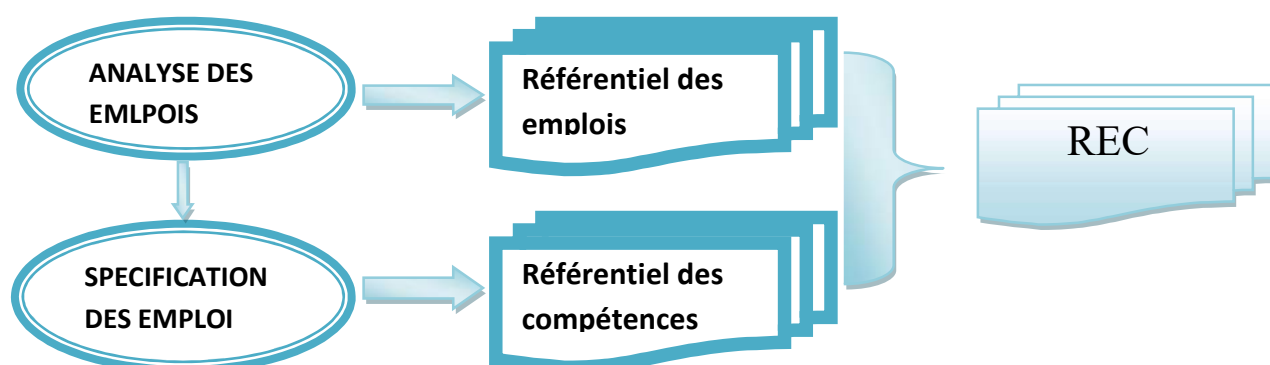 ANALYSE DES
EMLPOIS
Référentiel des
emplois
REC
SPECIFICATION
DES EMPLOI
Référentiel des
compétences